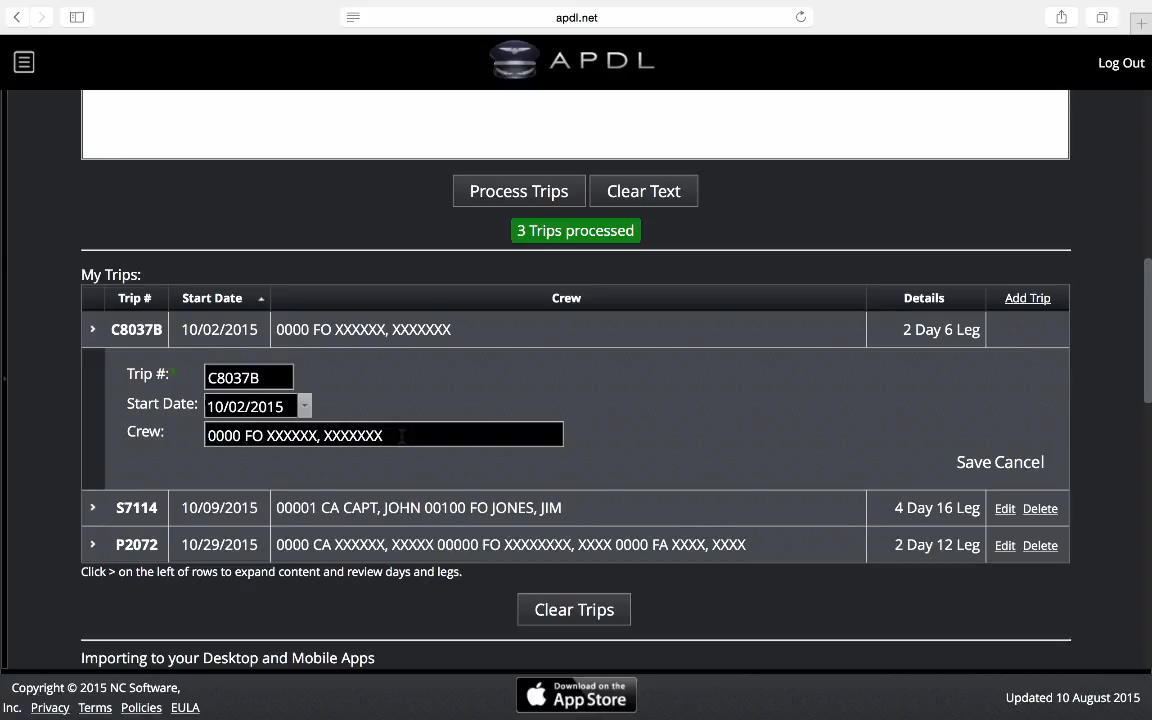 apdl.net
APDL
Log Out
Process Trips Clear Text
3 Trips processed
My Trips:
Trip # Start Date Crew Details Add Trip
C8037B 10/02/2015 0000 FO XXXXXX, XXXXXXX 2 Day 6 Leg
Trip #:* C8037B
Start Date: 10/02/2015
Crew: 0000 FO XXXXXX, XXXXXXX
Save Cancel
S7114 10/09/2015 00001 CA CAPT, JOHN 00100 FO JONES, JIM 4 Day 16 Leg Edit Delete
P2072 10/29/2015 0000 CA XXXXXX, XXXXX 00000 FO XXXXXXXX, XXXX 0000 FA XXXX, XXXX 2 Day 12 Leg Edit Delete
Click > on the left of rows to expand content and review days and legs.
Clear Trips
Importing to your Desktop and Mobile Apps
Copyright © 2015 NC Software,
Inc. Privacy Terms Policies EULA
Download on the
App Store
Updated 10 August 2015